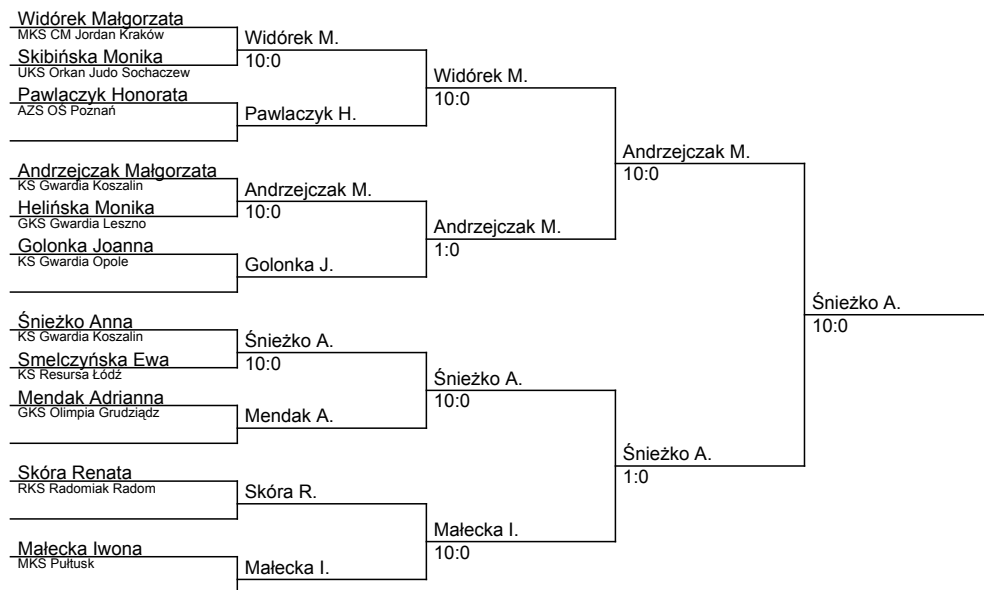 Widórek Małgorzata
MKS CM Jordan Kraków
Skibińska Monika
UKS Orkan Judo Sochaczew
Pawlaczyk Honorata
AZS OŚ Poznań
Andrzejczak Małgorzata
KS Gwardia Koszalin
Helińska Monika
GKS Gwardia Leszno
Golonka Joanna
KS Gwardia Opole
Śnieżko Anna
KS Gwardia Koszalin
Smelczyńska Ewa
KS Resursa Łódź
Mendak Adrianna
GKS Olimpia Grudziądz
Skóra Renata
RKS Radomiak Radom
Małecka Iwona
MKS Pułtusk
Widórek M.
10:0
Pawlaczyk H.
Andrzejczak M.
10:0
Golonka J.
Śnieżko A.
10:0
Mendak A.
Skóra R.
Małecka I.
Widórek M.
10:0
Andrzejczak M.
1:0
Śnieżko A.
10:0
Małecka I.
10:0
Andrzejczak M.
10:0
Śnieżko A.
1:0
Śnieżko A.
10:0